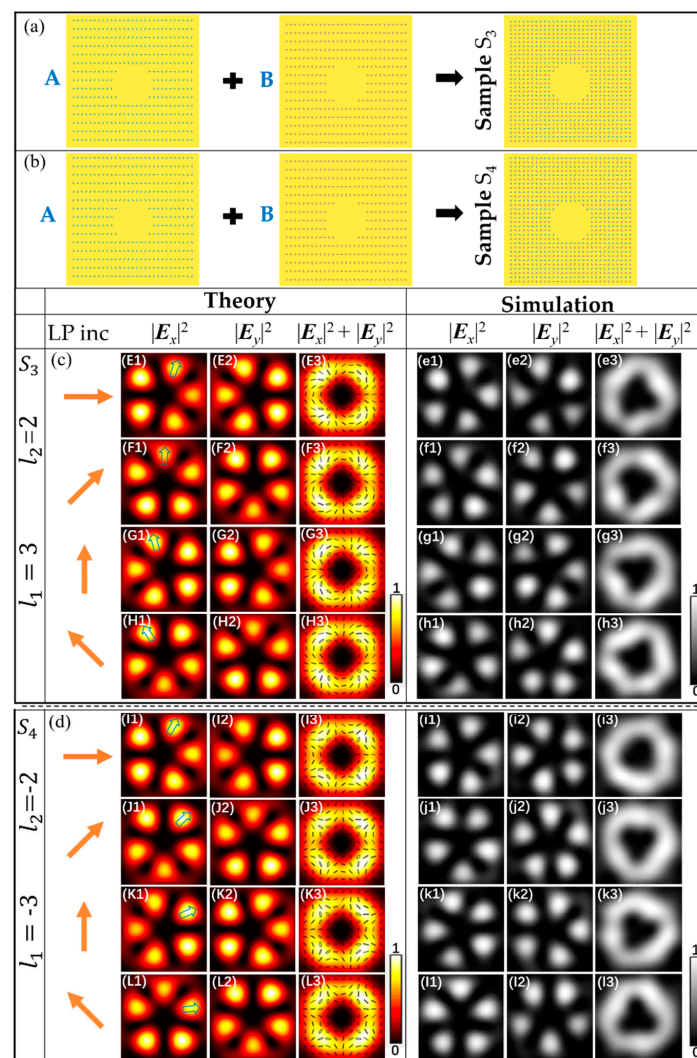 (a)
A + B Sample S3
(b)
A + B Sample S4
Theory Simulation
LP inc |Ex|² |Ey|² |Ex|² + |Ey|² |Ex|² |Ey|² |Ex|² + |Ey|²
S3 (c) (E1) (E2) (E3) (e1) (e2) (e3)
l2=2
(F1) (F2) (F3) (f1) (f2) (f3)
l1 = 3
(G1) (G2) (G3) (g1) (g2) (g3)
1 1
(H1) (H2) (H3) (h1) (h2) (h3)
0 0
S4 (d) (I1) (I2) (I3) (i1) (i2) (i3)
l2=-2
(J1) (J2) (J3) (j1) (j2) (j3)
l1 = -3
(K1) (K2) (K3) (k1) (k2) (k3)
1 1
(L1) (L2) (L3) (l1) (l2) (l3)
0 0